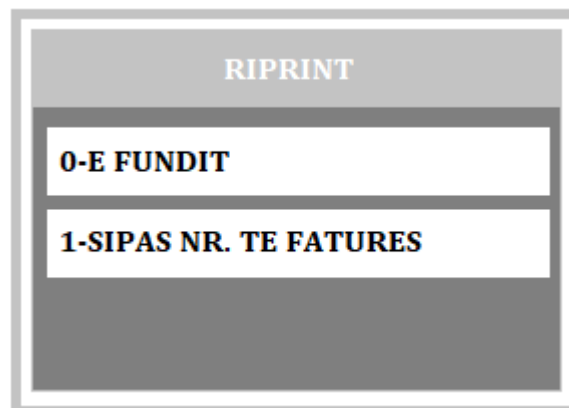 RIPRINT
0-E FUNDIT
1-SIPAS NR. TE FATURES